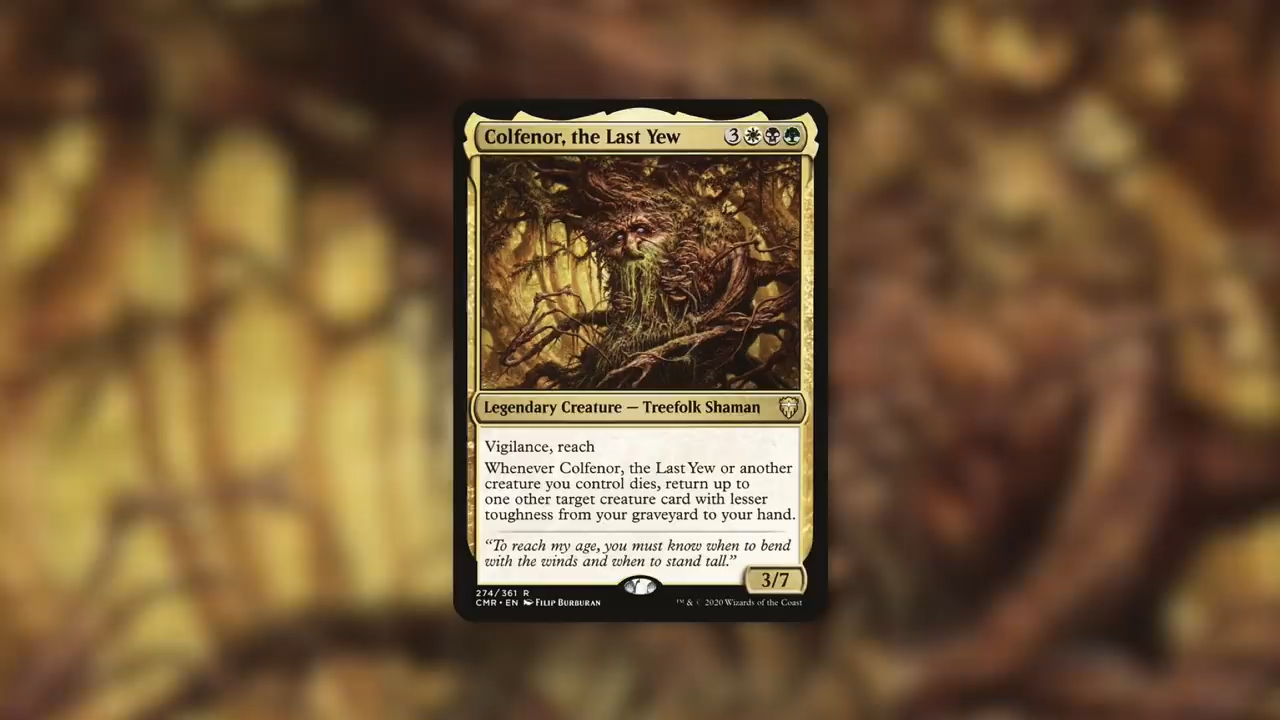 Colfenor, the Last Yew 3
Legendary Creature — Treefolk Shaman
Vigilance, reach
Whenever Colfenor, the Last Yew or another
creature you control dies, return up to
one other target creature card with lesser
toughness from your graveyard to your hand.
“To reach my age, you must know when to bend
with the winds and when to stand tall.”
3/7
274/361 R
CMR • EN Filip Burburan
™ & © 2020 Wizards of the Coast